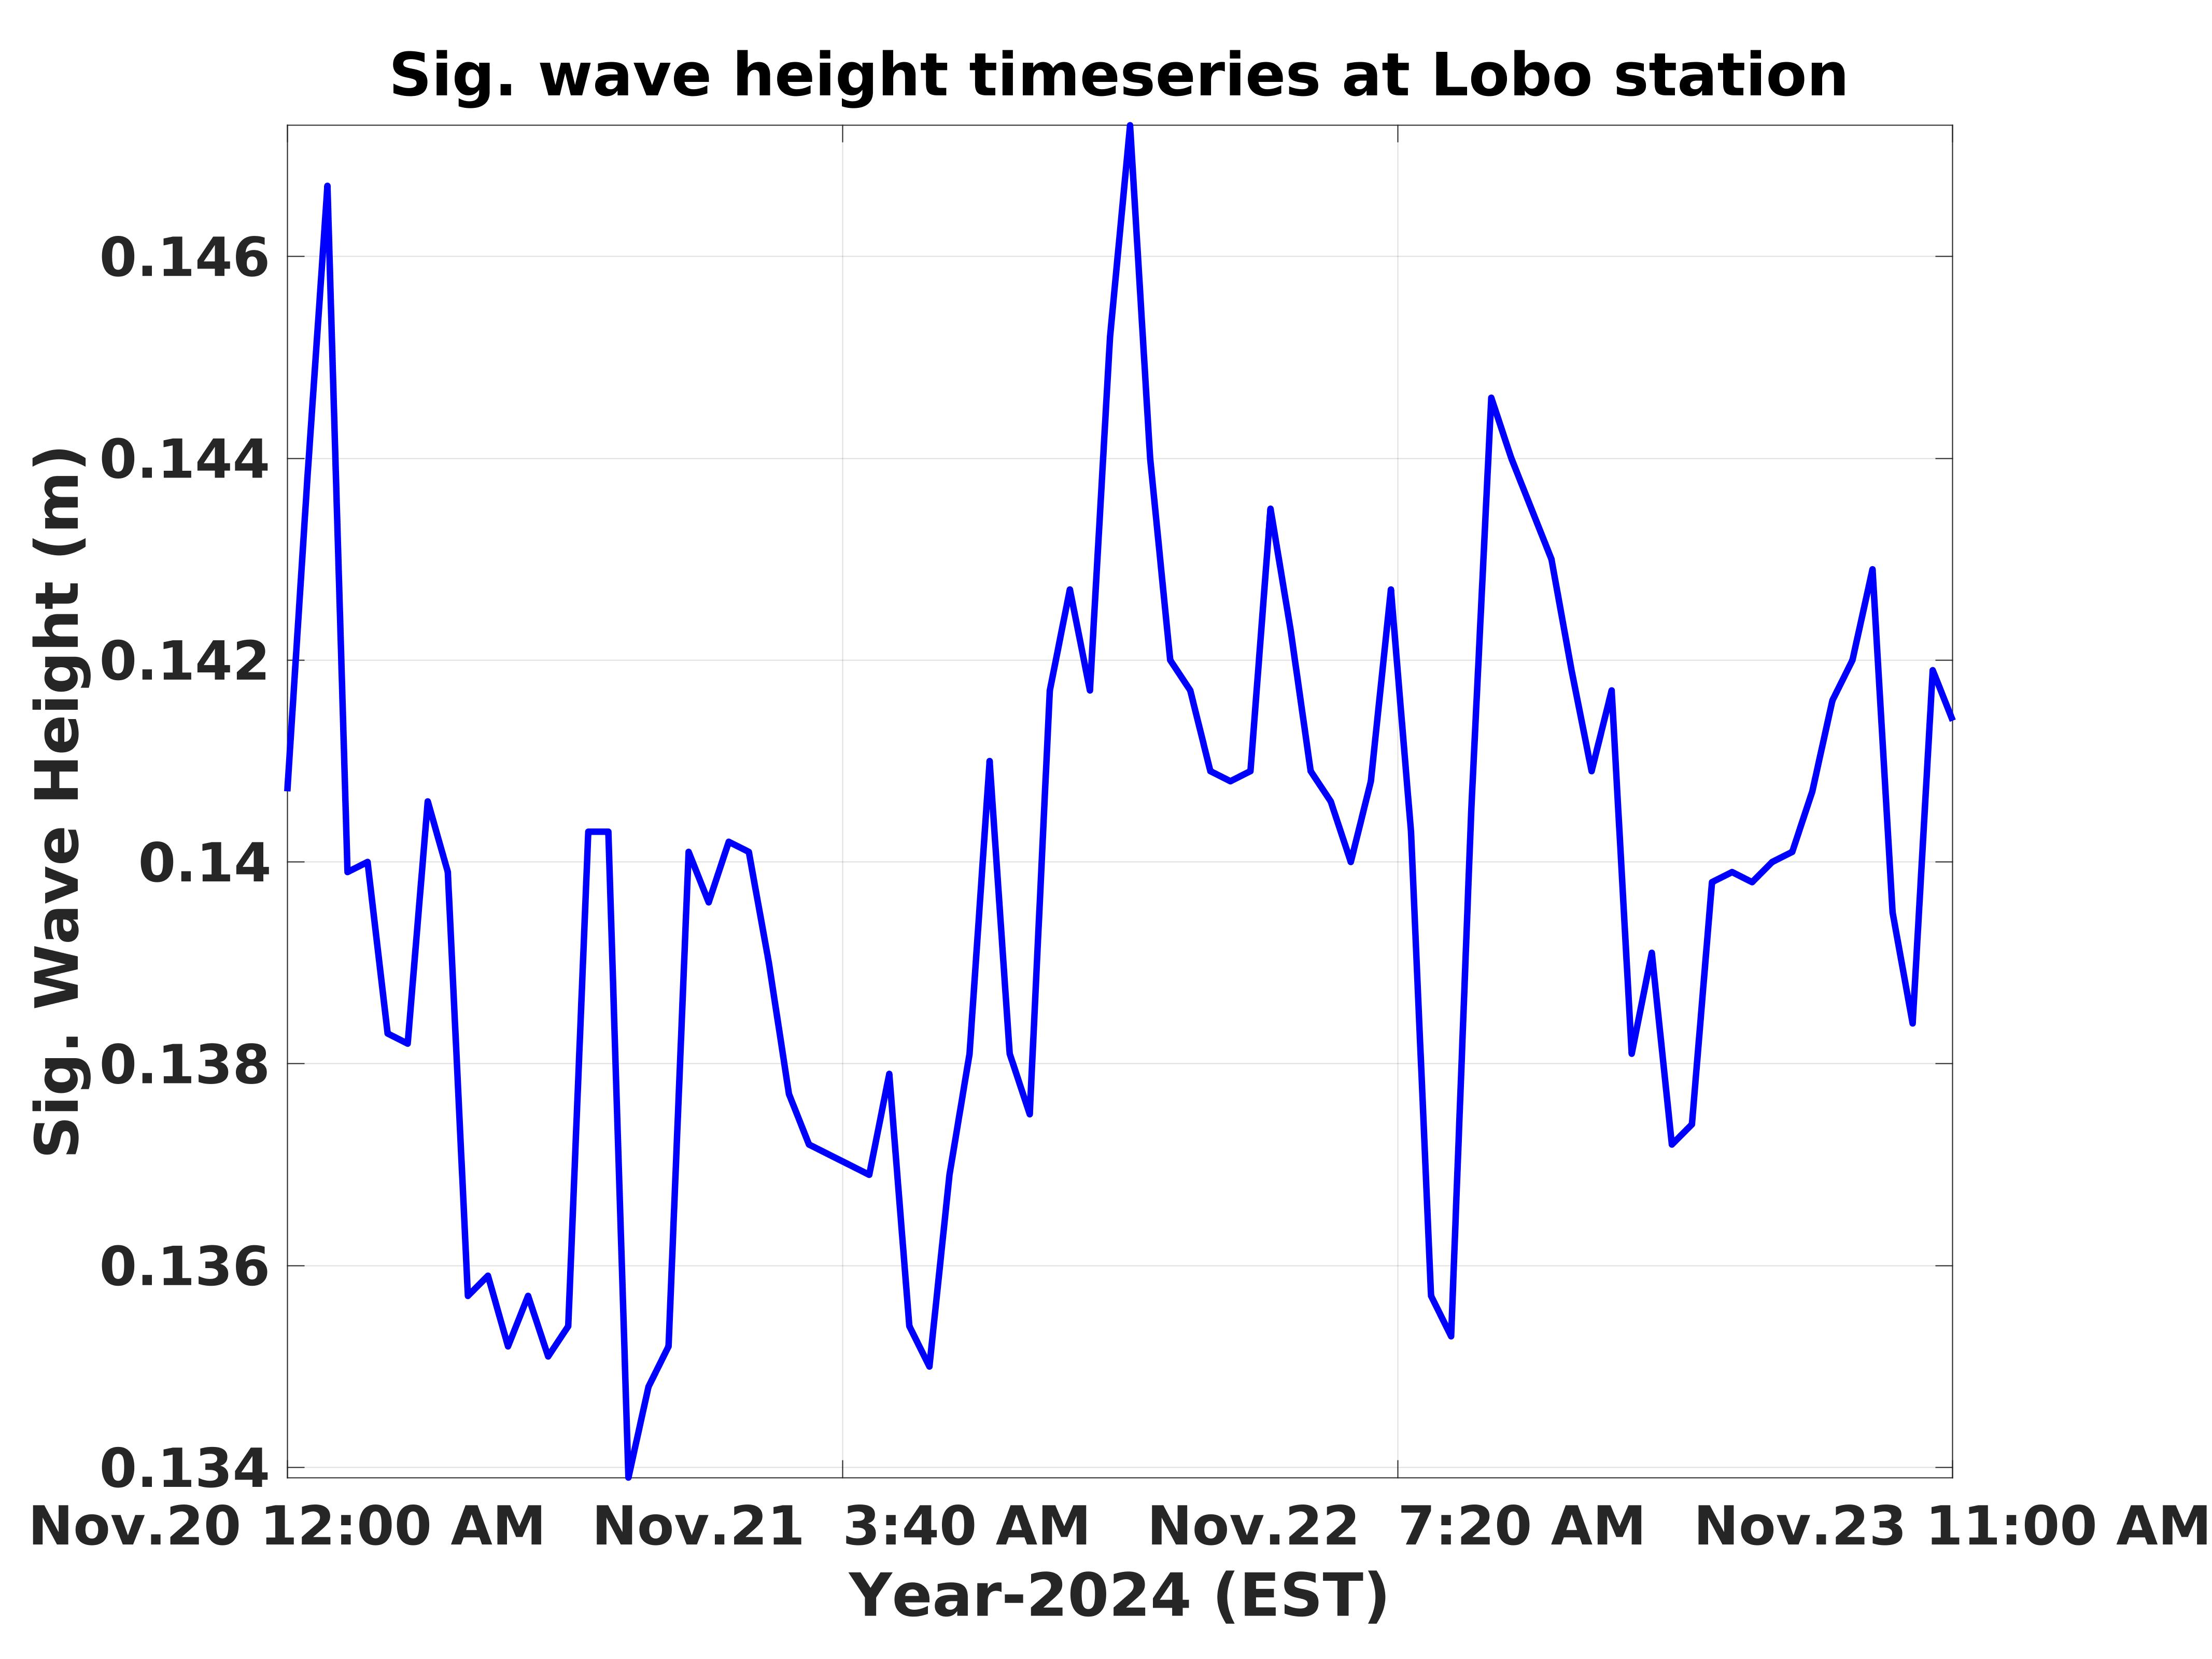 Sig. wave height timeseries at Lobo station
Sig. Wave Height (m)
0.146
0.144
0.142
0.14
0.138
0.136
0.134
Nov.20 12:00 AM Nov.21 3:40 AM Nov.22 7:20 AM Nov.23 11:00 AM
Year-2024 (EST)